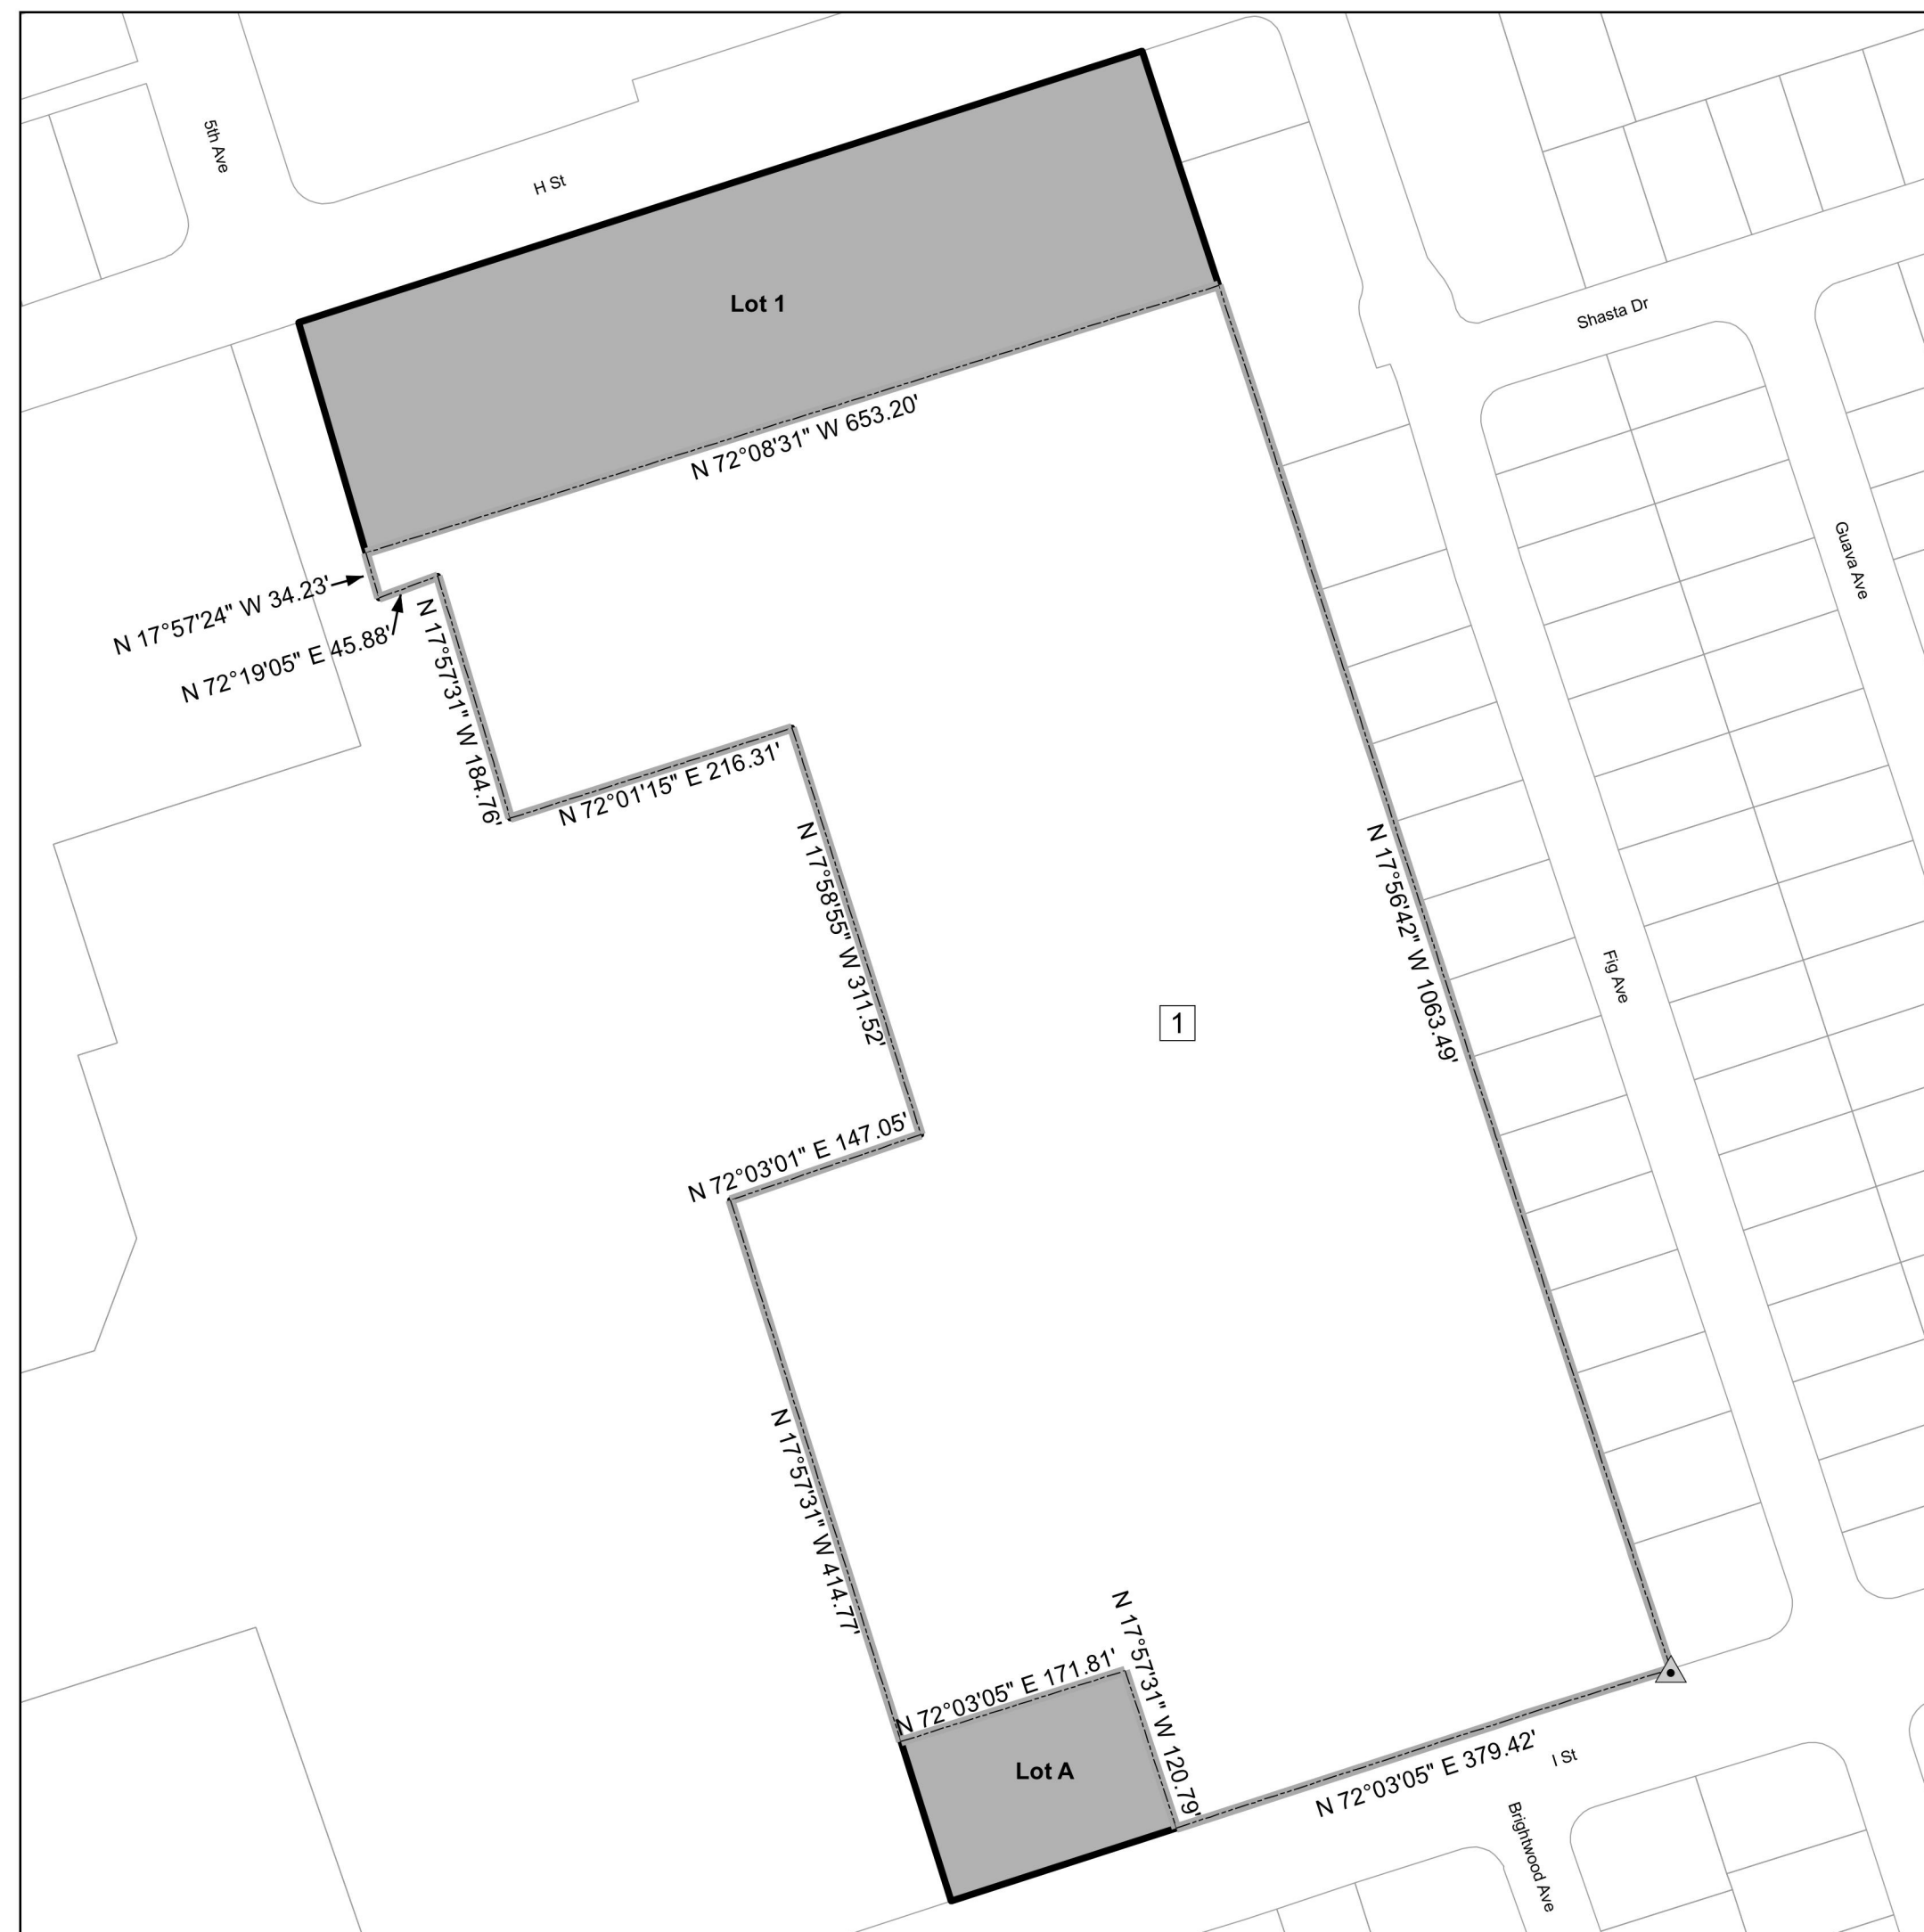 5th Ave
H St
Lot 1
Shasta Dr
N 72°08'31" W 653.20'
N 17°57'24" W 34.23'
N 72°19'05" E 45.88'
N 17°57'31" W 184.76'
Guava Ave
N 72°01'15" E 216.31'
N 17°58'55" W 311.52'
N 17°56'42" W 1063.49'
Fig Ave
1
N 72°03'01" E 147.05'
N 17°57'31" W 414.77'
N 72°03'05" E 171.81'
N 17°57'31" W 120.79'
Lot A
N 72°03'05" E 379.42'
I St
Brightwood Ave